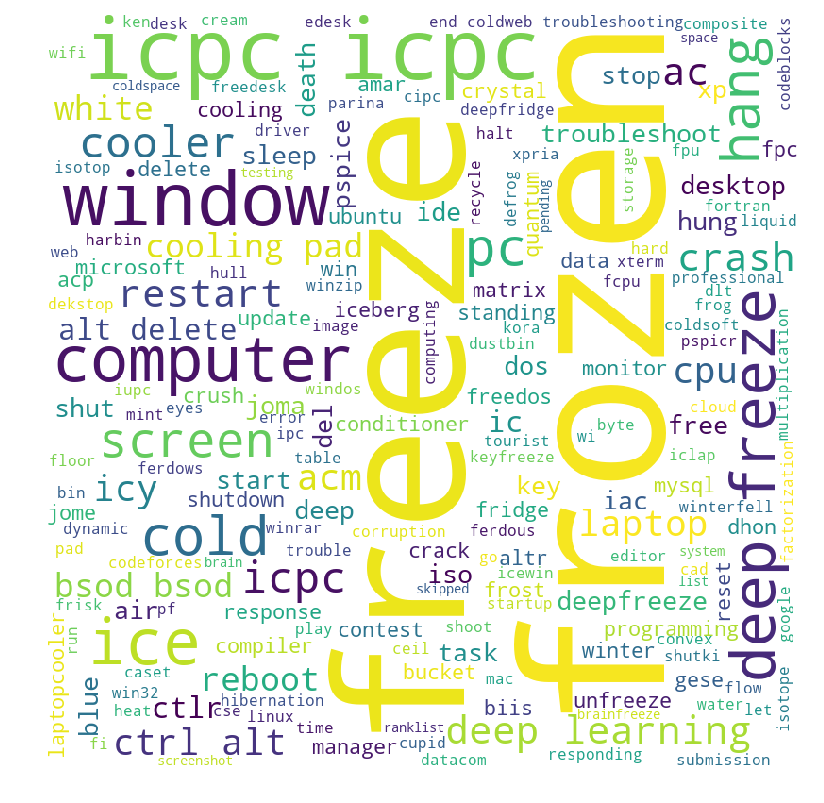 ken
desk
cream
edesk
end coldweb
troubleshooting
composite
wifi
icpc
icpc
space
coldspace
freedesk
death
amar
cipc
crystal
stop
ac
xp
hang
codeblocks
white
cooling
parina
deepfridge
cooler
driver
pspice
halt
troubleshoot
fpu
fpc
isotop
delete
sleep
testing
recycle
xpria
storage
desktop
window
ubuntu
ide
defrog
quantum
pending
fortran
harbin
hung
liquid
web
cooling pad
pc
microsoft
hull
win
data
xterm
hard
crash
acp
winzip
matrix
fcpu
professional
dekstop
restart
iceberg
standing
dlt
frog
update
image
computing
kora
coldsoft
alt delete
dustbin
pspicr
computer
dos
monitor
cpu
multiplication
iupc
crush
windos
freedos
cloud
shut
mint
eyes
joma
error
del
conditioner
ic
byte
free
screen
ipc
tourist
wi
floor
ferdows
table
keyfreeze
iclap
factorization
bin
icy
start
acm
key
mysql
jome
shutdown
deep
fridge
iac
winterfell
dynamic
winrar
corruption
ferdous
laptop
dhon
pad
cold
trouble
crack
go
altr
editor
system
codeforces
brain
iso
icewin
cad
list
reset
bsod bsod
icpc
skipped
frost
startup
deepfreeze
google
frisk
air
pf
response
freeze
frozen
deep freeze
run
play
contest
shoot
programming
laptopcooler
ice
compiler
ceil
task
winter
convex
shutki
caset
reboot
bucket
mac
gese
flow
blue
win32
hibernation
unfreeze
water
let
isotope
heat
ctlr
cse
linux
biis
brainfreeze
fi
ctrl alt
time
ranklist
manager
cupid
deep learning
screenshot
datacom
responding
submission